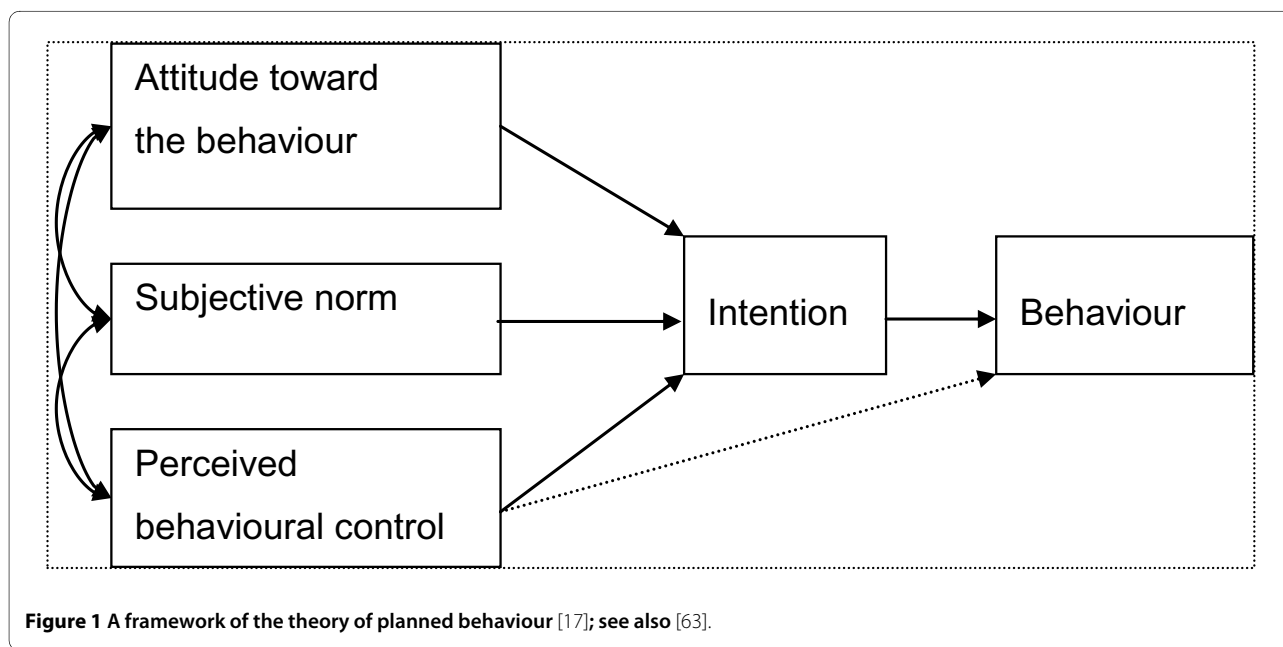 Attitude toward
the behaviour
Subjective norm
Intention
Behaviour
Perceived
behavioural control
Figure 1 A framework of the theory of planned behaviour [17]; see also [63].